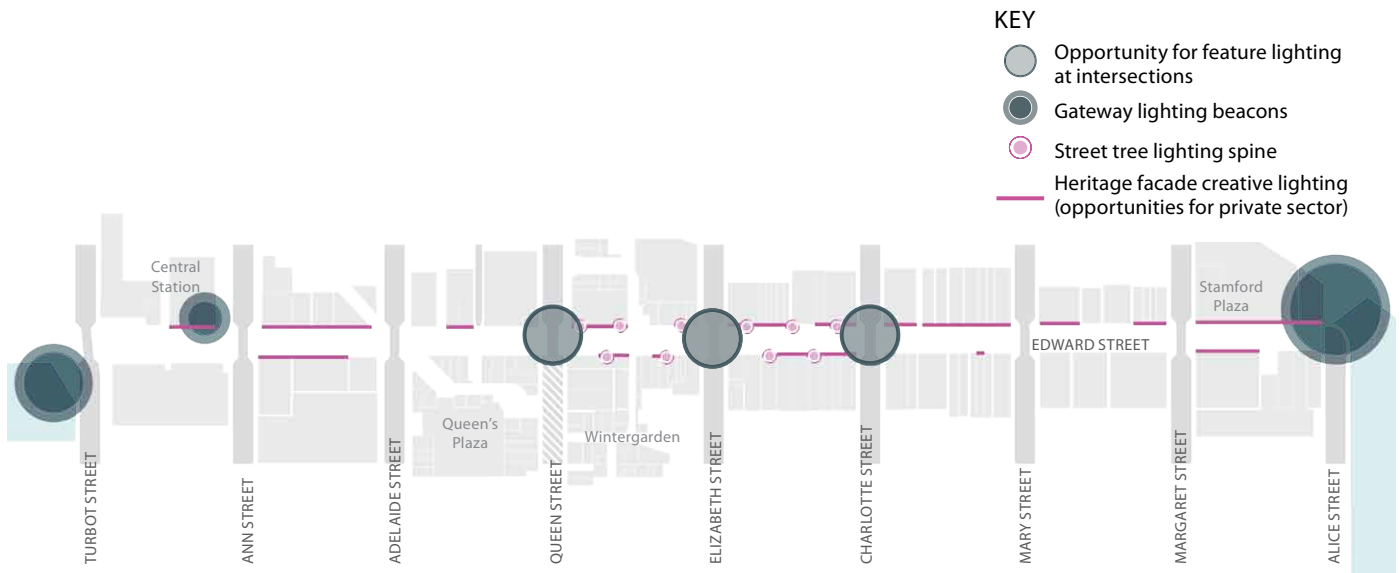 KEY
Opportunity for feature lighting
at intersections
Gateway lighting beacons
Street tree lighting spine
Heritage facade creative lighting
(opportunities for private sector)
Central
Station
Stamford
Plaza
EDWARD STREET
Queen's
Plaza
Wintergarden
TURBOT STREET
ANN STREET
ADELAIDE STREET
QUEEN STREET
ELIZABETH STREET
CHARLOTTE STREET
MARY STREET
MARGARET STREET
ALICE STREET